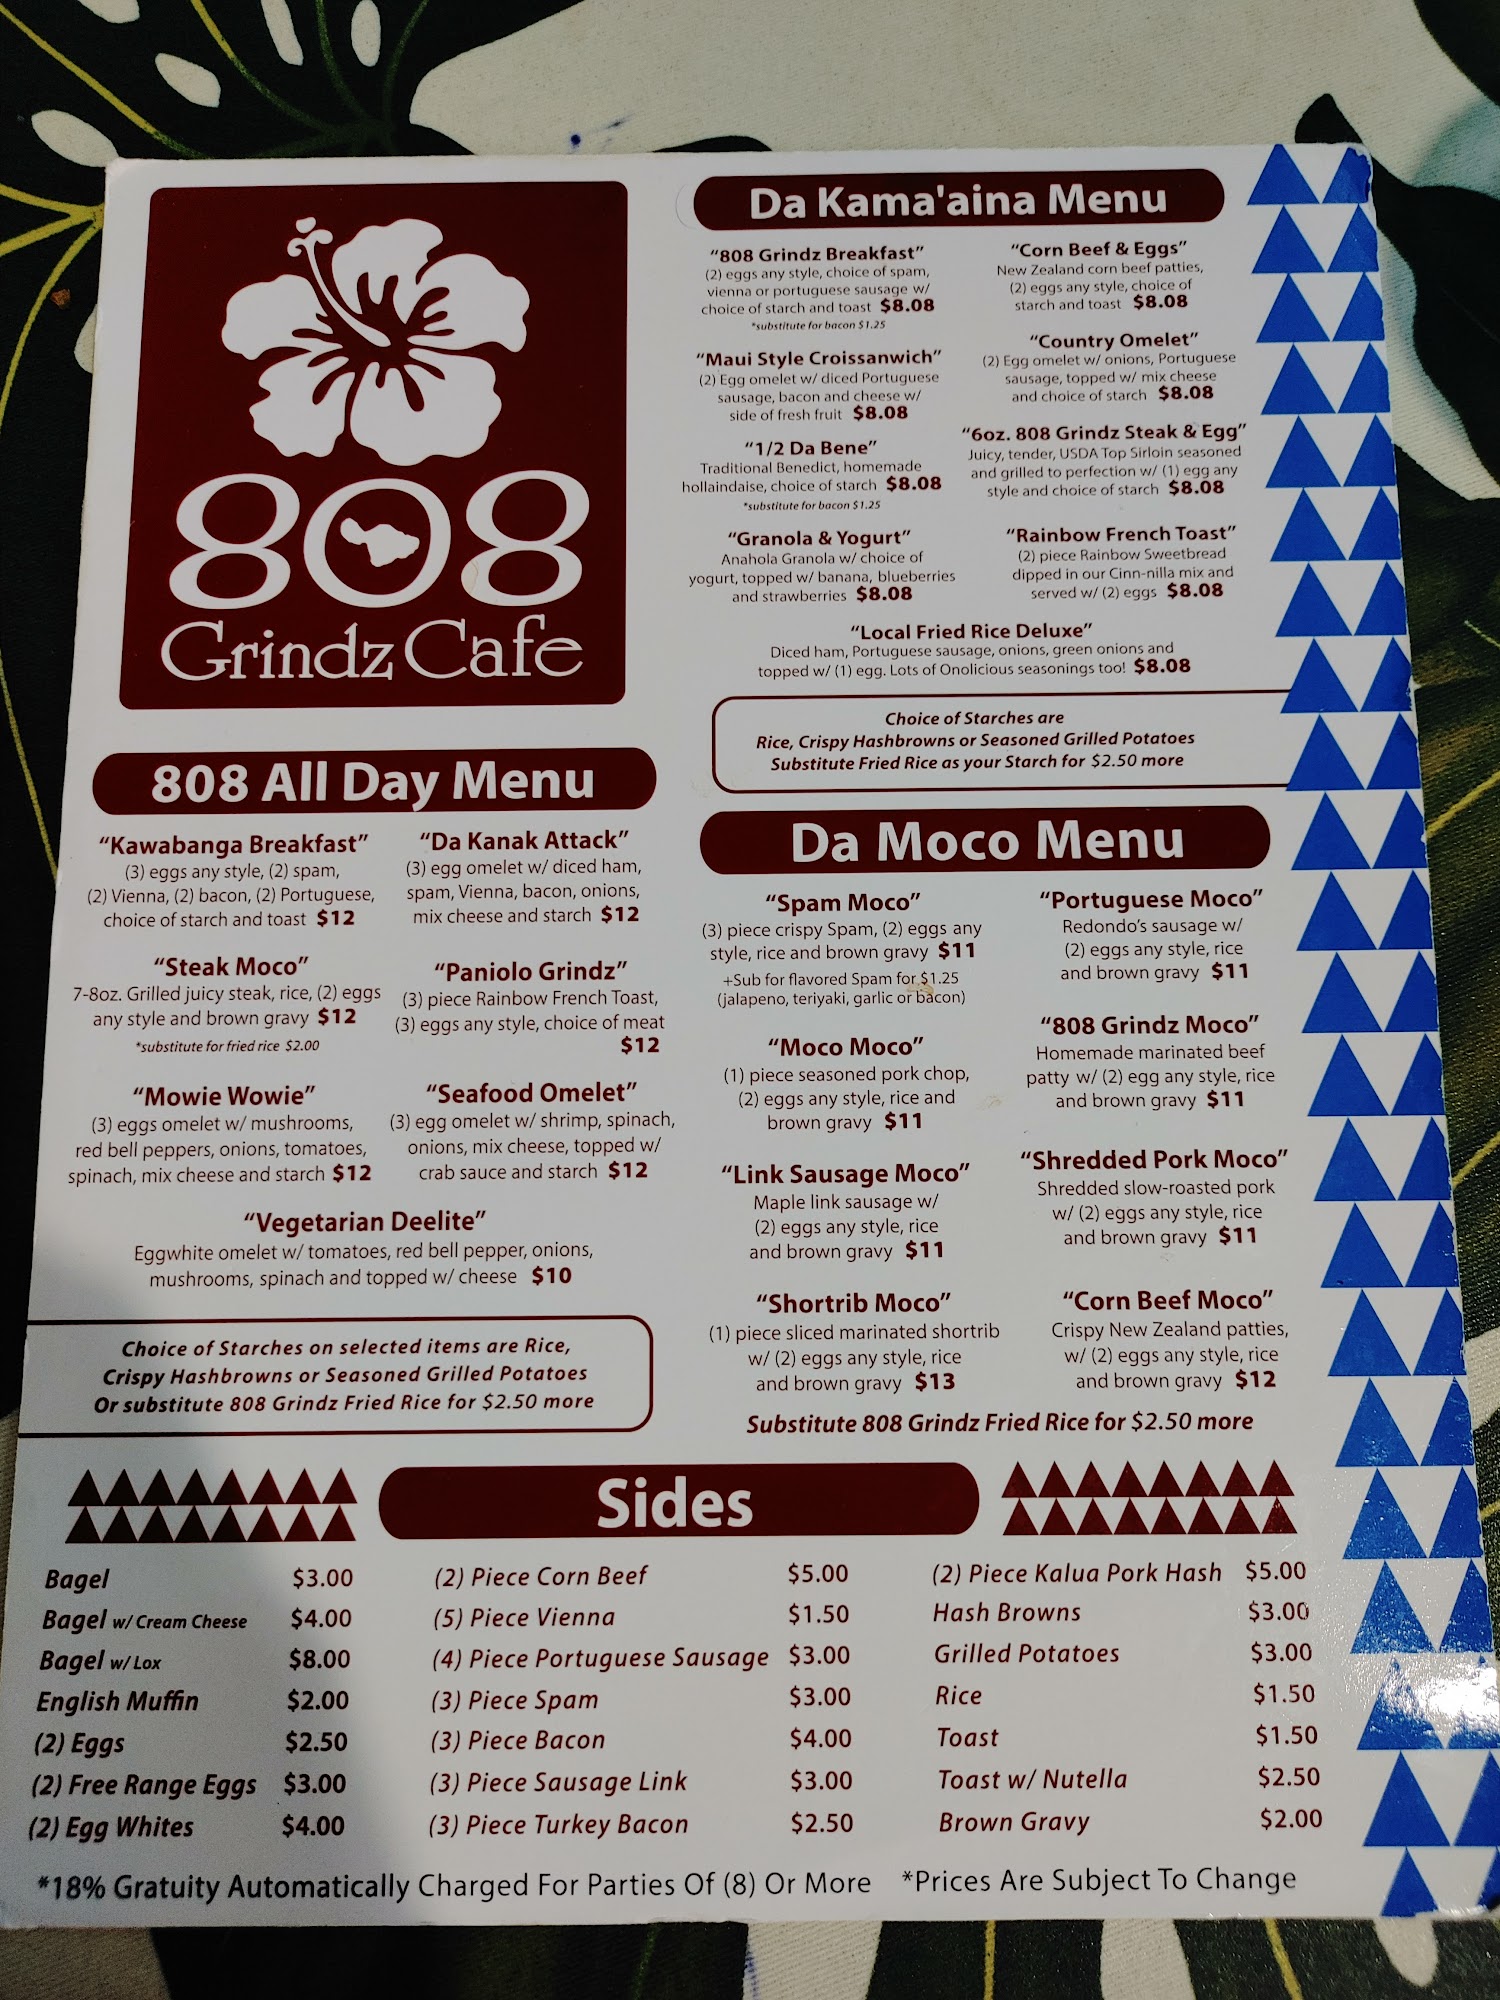 808
Grindz Cafe
Da Kama'aina Menu
"808 Grindz Breakfast"
(2) eggs any style, choice of spam,
vienna or portuguese sausage w/
choice of starch and toast $8.08
*substitute for bacon $1.25
"Maui Style Croissanwich"
(2) Egg omelet w/ diced Portuguese
sausage, bacon and cheese w/
side of fresh fruit $8.08
"1/2 Da Bene"
Traditional Benedict, homemade
hollaindaise, choice of starch $8.08
*substitute for bacon $1.25
"Granola & Yogurt"
Anahola Granola w/ choice of
yogurt, topped w/ banana, blueberries
and strawberries $8.08
"Corn Beef & Eggs"
New Zealand corn beef patties,
(2) eggs any style, choice of
starch and toast $8.08
"Country Omelet"
(2) Egg omelet w/ onions, Portuguese
sausage, topped w/ mix cheese
and choice of starch $8.08
"6oz. 808 Grindz Steak & Egg"
Juicy, tender, USDA Top Sirloin seasoned
and grilled to perfection w/ (1) egg any
style and choice of starch $8.08
"Rainbow French Toast"
(2) piece Rainbow Sweetbread
dipped in our Cinn-nilla mix and
served w/ (2) eggs $8.08
"Local Fried Rice Deluxe"
Diced ham, Portuguese sausage, onions, green onions and
topped w/ (1) egg. Lots of Onolicious seasonings too! $8.08
Choice of Starches are
Rice, Crispy Hashbrowns or Seasoned Grilled Potatoes
Substitute Fried Rice as your Starch for $2.50 more
808 All Day Menu
"Kawabanga Breakfast"
(3) eggs any style, (2) spam,
(2) Vienna, (2) bacon, (2) Portuguese,
choice of starch and toast $12
"Steak Moco"
7-8oz. Grilled juicy steak, rice, (2) eggs
any style and brown gravy $12
*substitute for fried rice $2.00
"Mowie Wowie"
(3) eggs omelet w/ mushrooms,
red bell peppers, onions, tomatoes,
spinach, mix cheese and starch $12
"Da Kanak Attack"
(3) egg omelet w/ diced ham,
spam, Vienna, bacon, onions,
mix cheese and starch $12
"Paniolo Grindz"
(3) piece Rainbow French Toast,
(3) eggs any style, choice of meat
$12
"Seafood Omelet"
(3) egg omelet w/ shrimp, spinach,
onions, mix cheese, topped w/
crab sauce and starch $12
"Vegetarian Deelite"
Eggwhite omelet w/ tomatoes, red bell pepper, onions,
mushrooms, spinach and topped w/ cheese $10
Choice of Starches on selected items are Rice,
Crispy Hashbrowns or Seasoned Grilled Potatoes
Or substitute 808 Grindz Fried Rice for $2.50 more
Da Moco Menu
"Spam Moco"
(3) piece crispy Spam, (2) eggs any
style, rice and brown gravy $11
+Sub for flavored Spam for $1.25
(jalapeno, teriyaki, garlic or bacon)
"Moco Moco"
(1) piece seasoned pork chop,
(2) eggs any style, rice and
brown gravy $11
"Link Sausage Moco"
Maple link sausage w/
(2) eggs any style, rice
and brown gravy $11
"Shortrib Moco"
(1) piece sliced marinated shortrib
w/ (2) eggs any style, rice
and brown gravy $13
"Portuguese Moco"
Redondo's sausage w/
(2) eggs any style, rice
and brown gravy $11
"808 Grindz Moco"
Homemade marinated beef
patty w/ (2) egg any style, rice
and brown gravy $11
"Shredded Pork Moco"
Shredded slow-roasted pork
w/ (2) eggs any style, rice
and brown gravy $11
"Corn Beef Moco"
Crispy New Zealand patties,
w/ (2) eggs any style, rice
and brown gravy $12
Substitute 808 Grindz Fried Rice for $2.50 more
Sides
Bagel $3.00
Bagel w/ Cream Cheese $4.00
Bagel w/ Lox $8.00
English Muffin $2.00
(2) Eggs $2.50
(2) Free Range Eggs $3.00
(2) Egg Whites $4.00
(2) Piece Corn Beef $5.00
(5) Piece Vienna $1.50
(4) Piece Portuguese Sausage $3.00
(3) Piece Spam $3.00
(3) Piece Bacon $4.00
(3) Piece Sausage Link $3.00
(3) Piece Turkey Bacon $2.50
(2) Piece Kalua Pork Hash $5.00
Hash Browns $3.00
Grilled Potatoes $3.00
Rice $1.50
Toast $1.50
Toast w/ Nutella $2.50
Brown Gravy $2.00
*18% Gratuity Automatically Charged For Parties Of (8) Or More *Prices Are Subject To Change